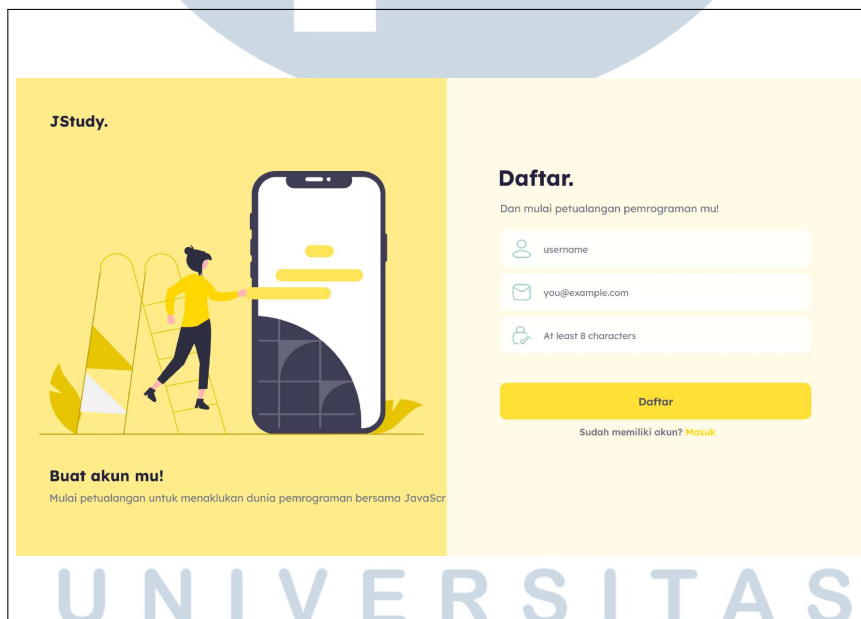 JStudy.
Buat akun mu!
Mulai petualangan untuk menaklukan dunia pemrograman bersama JavaScr
Daftar.
Dan mulai petualangan pemrograman mu!
username
you@example.com
At least 8 characters
Daftar
Sudah memiliki akun? Masuk
UNIVERSITAS